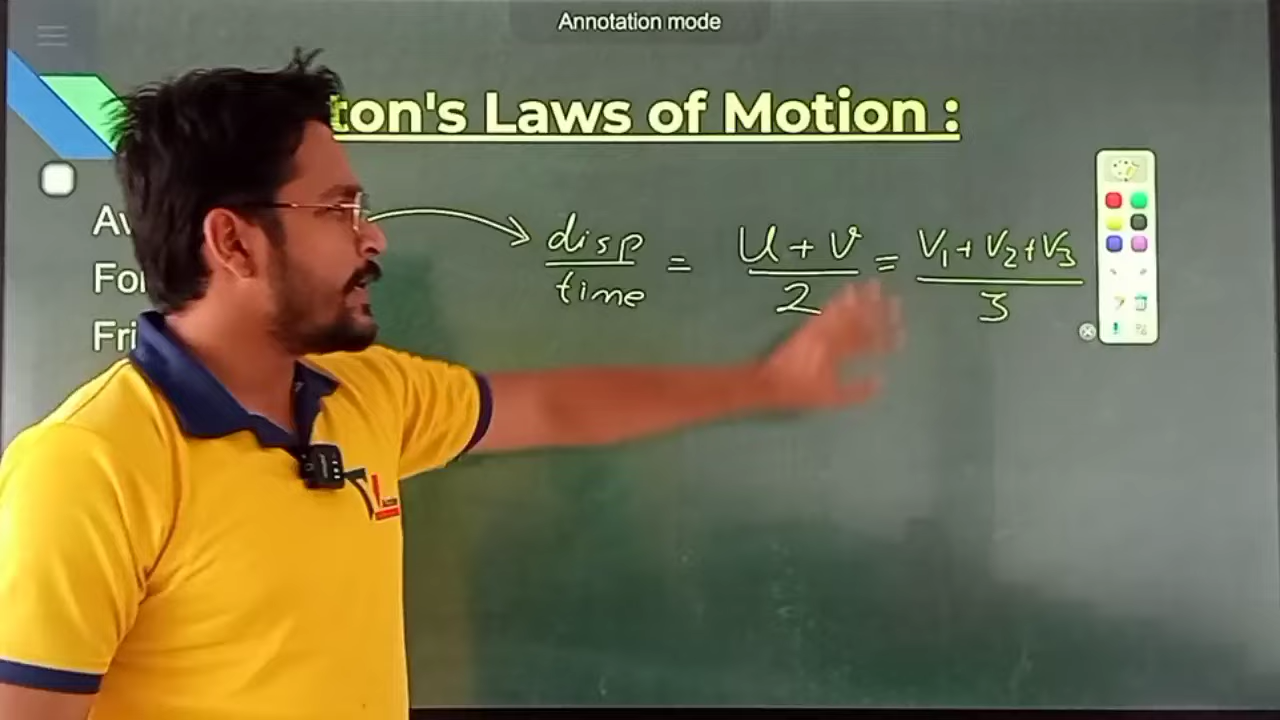 Annotation mode
ton's Laws of Motion :
Av
disp / time = u + v / 2 = V₁ + V₂ + V₃ / 3
For
Fri